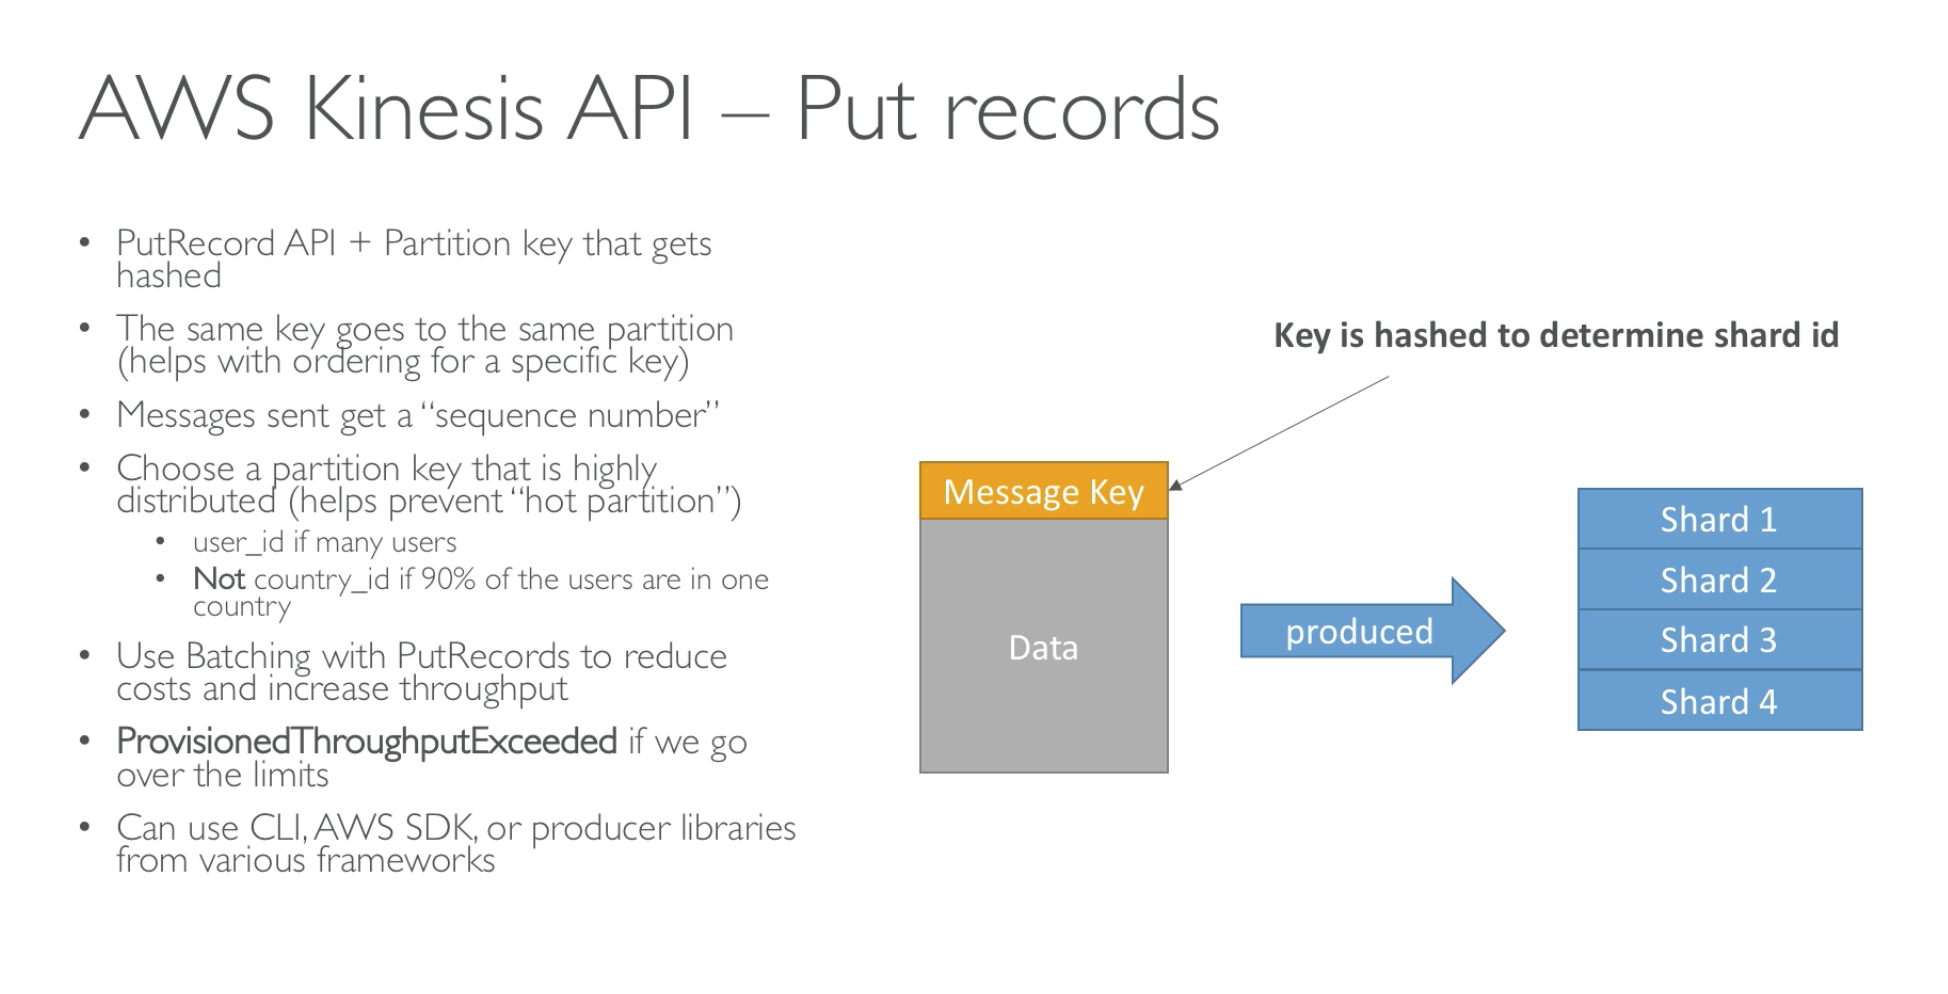 AWS Kinesis API – Put records
• PutRecord API + Partition key that gets
hashed
• The same key goes to the same partition
(helps with ordering for a specific key)
• Messages sent get a “sequence number”
• Choose a partition key that is highly
distributed (helps prevent “hot partition”)
• user_id if many users
• Not country_id if 90% of the users are in one
country
• Use Batching with PutRecords to reduce
costs and increase throughput
• ProvisionedThroughputExceeded if we go
over the limits
• Can use CLI, AWS SDK, or producer libraries
from various frameworks
Key is hashed to determine shard id
Message Key
Data
produced
Shard 1
Shard 2
Shard 3
Shard 4